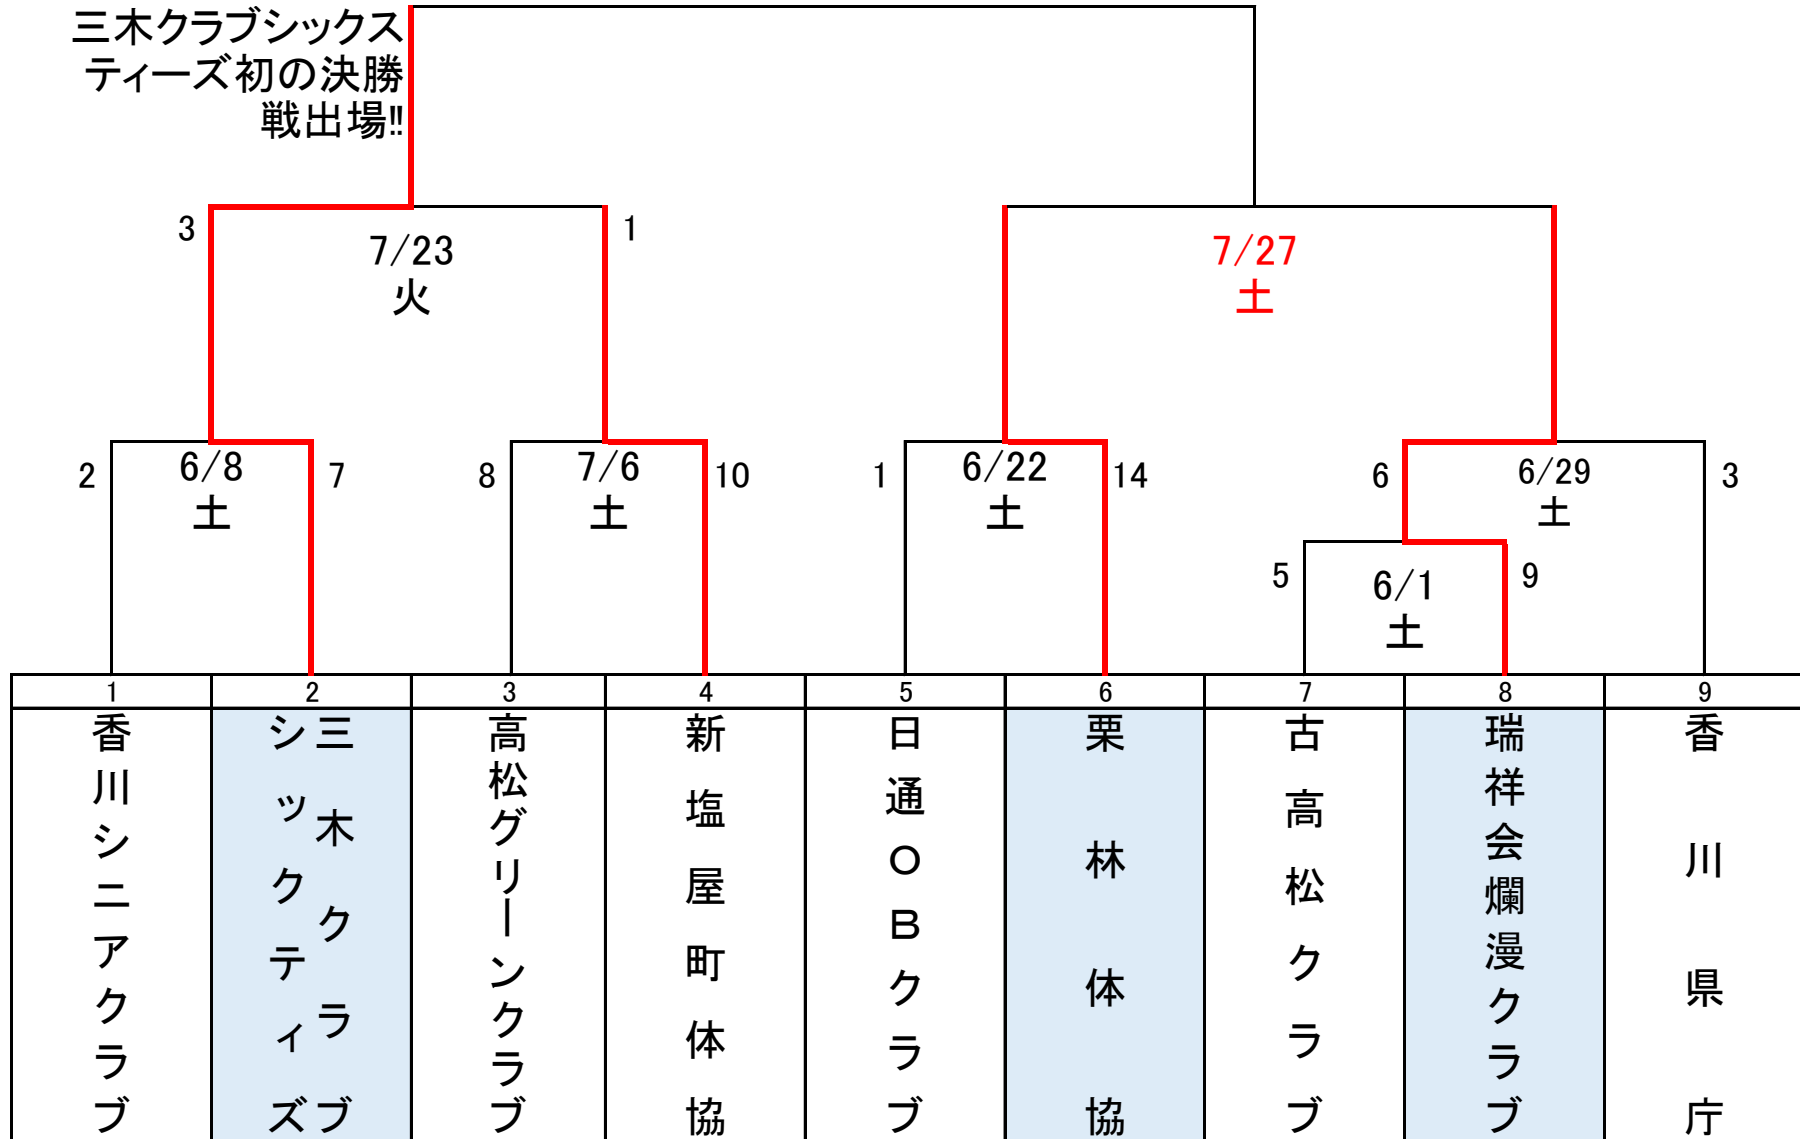 三木クラブシックス
ティーズ初の決勝
戦出場!!
3
7/23
火
1
7/27
土
2
6/8
土
7
8
7/6
土
10
1
6/22
土
14
6
6/29
土
3
5
6/1
土
9
1
2
3
4
5
6
7
8
9
香川シニアクラブ
三木クラブ
シックティィズ
高松グリーンクラブ
新塩屋町体協
日通OBクラブ
栗林体協
古高松クラブ
瑞祥会爛漫クラブ
香川県庁